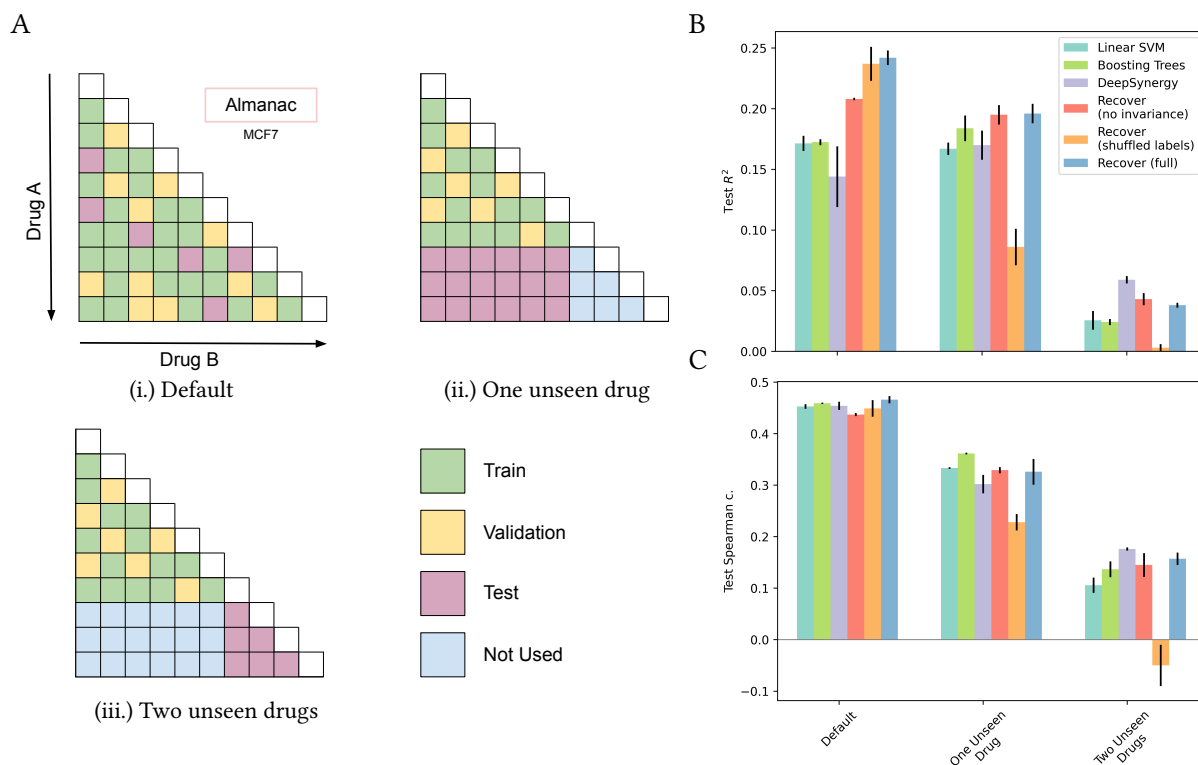 A
Drug A
Almanac
MCF7
Drug B
(i.) Default
(ii.) One unseen drug
(iii.) Two unseen drugs
Train
Validation
Test
Not Used
B
Linear SVM
Boosting Trees
DeepSynergy
Recover
(no invariance)
Recover
(shuffled labels)
Recover (full)
Test R²
0.25
0.20
0.15
0.10
0.05
0.00
C
Test Spearman c.
0.5
0.4
0.3
0.2
0.1
0.0
−0.1
Default
One Unseen
Drug
Two Unseen
Drugs